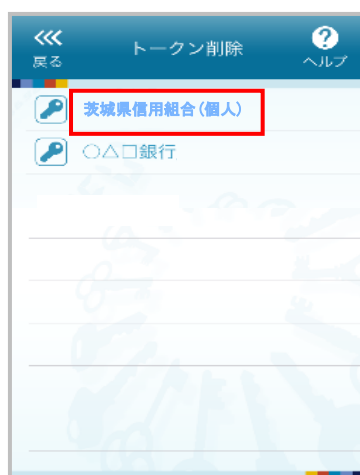 戻る
トークン削除
?
ヘルプ
茨城県信用組合（個人）
○△□銀行